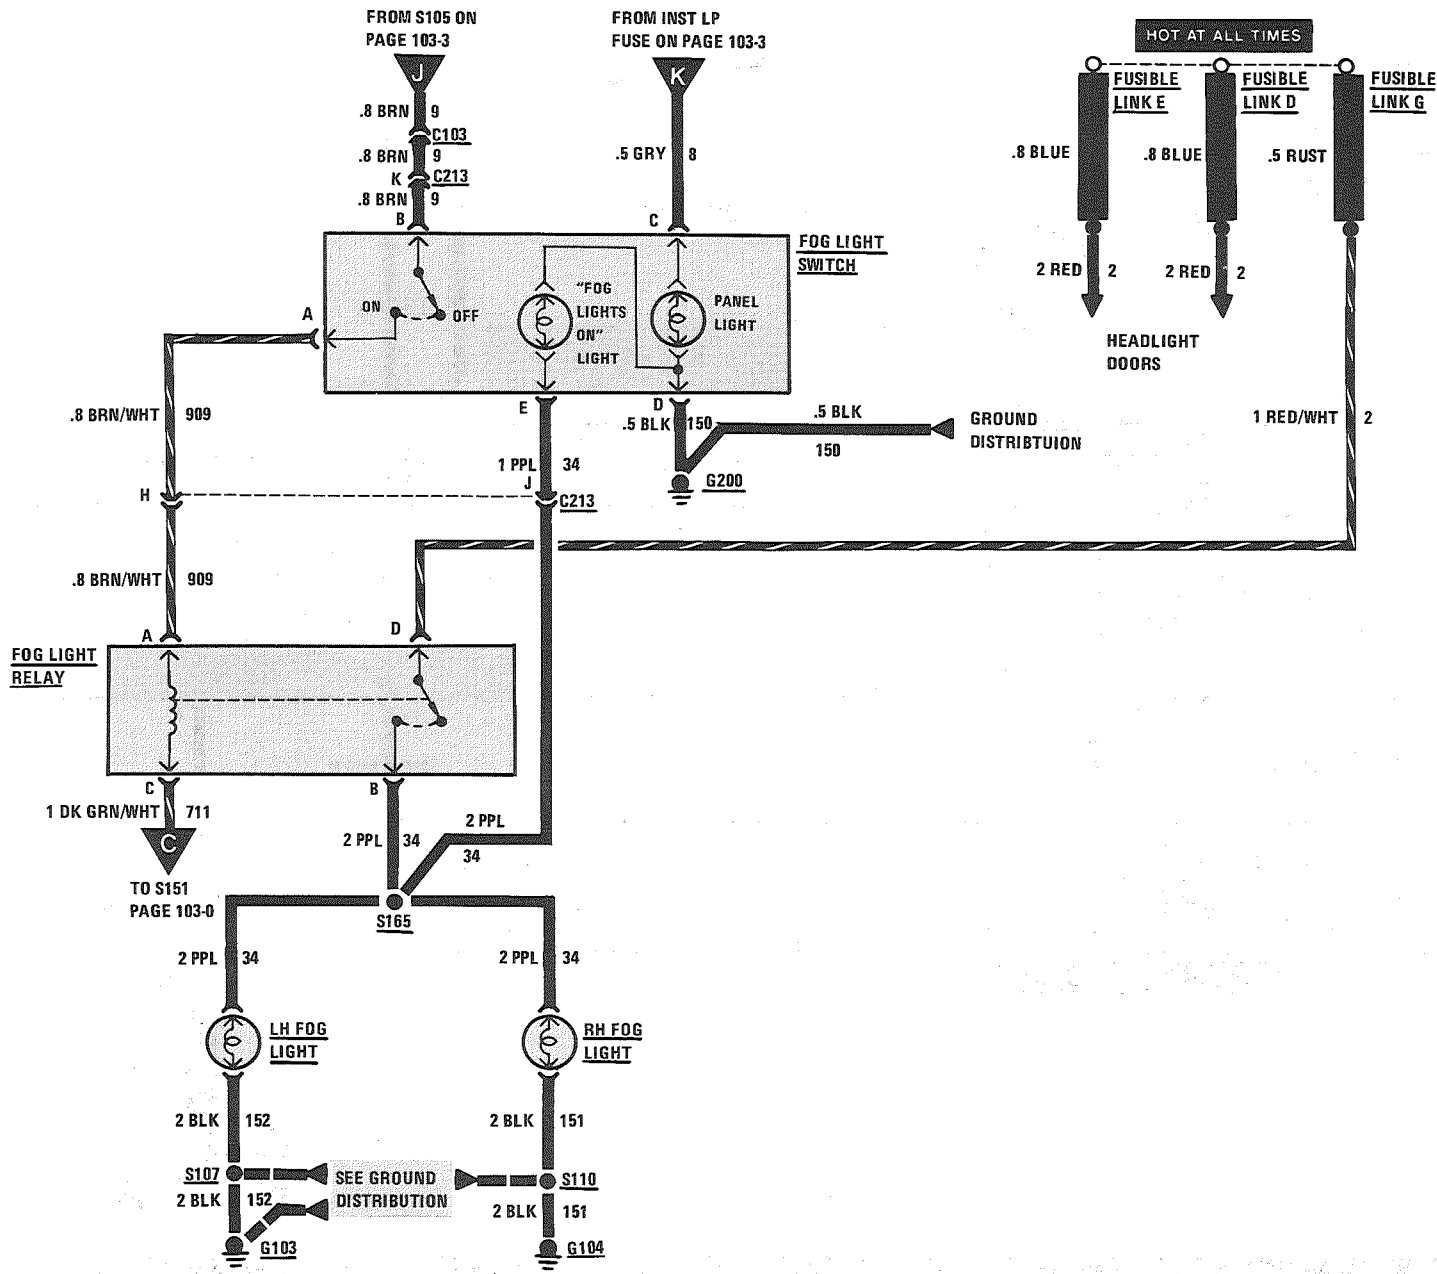 FROM S105 ON
PAGE 103-3
J
.8 BRN 9
C103
.8 BRN 9
K C213
.8 BRN 9
B
FROM INST LP
FUSE ON PAGE 103-3
K
.5 GRY 8
C
HOT AT ALL TIMES
FUSIBLE
LINK E
FUSIBLE
LINK D
FUSIBLE
LINK G
.8 BLUE
.8 BLUE
.5 RUST
2 RED 2
2 RED 2
HEADLIGHT
DOORS
1 RED/WHT 2
FOG LIGHT
SWITCH
A
ON
OFF
"FOG
LIGHTS
ON"
LIGHT
PANEL
LIGHT
E
D
.8 BRN/WHT 909
.5 BLK 150
.5 BLK
150
GROUND
DISTRIBTUION
1 PPL 34
J
G200
H
C213
.8 BRN/WHT 909
A
D
FOG LIGHT
RELAY
C
B
1 DK GRN/WHT 711
C
TO S151
PAGE 103-0
2 PPL 34
2 PPL
34
S165
2 PPL 34
2 PPL 34
LH FOG
LIGHT
RH FOG
LIGHT
2 BLK 152
2 BLK 151
S107
SEE GROUND
DISTRIBUTION
S110
2 BLK 152
2 BLK 151
G103
G104